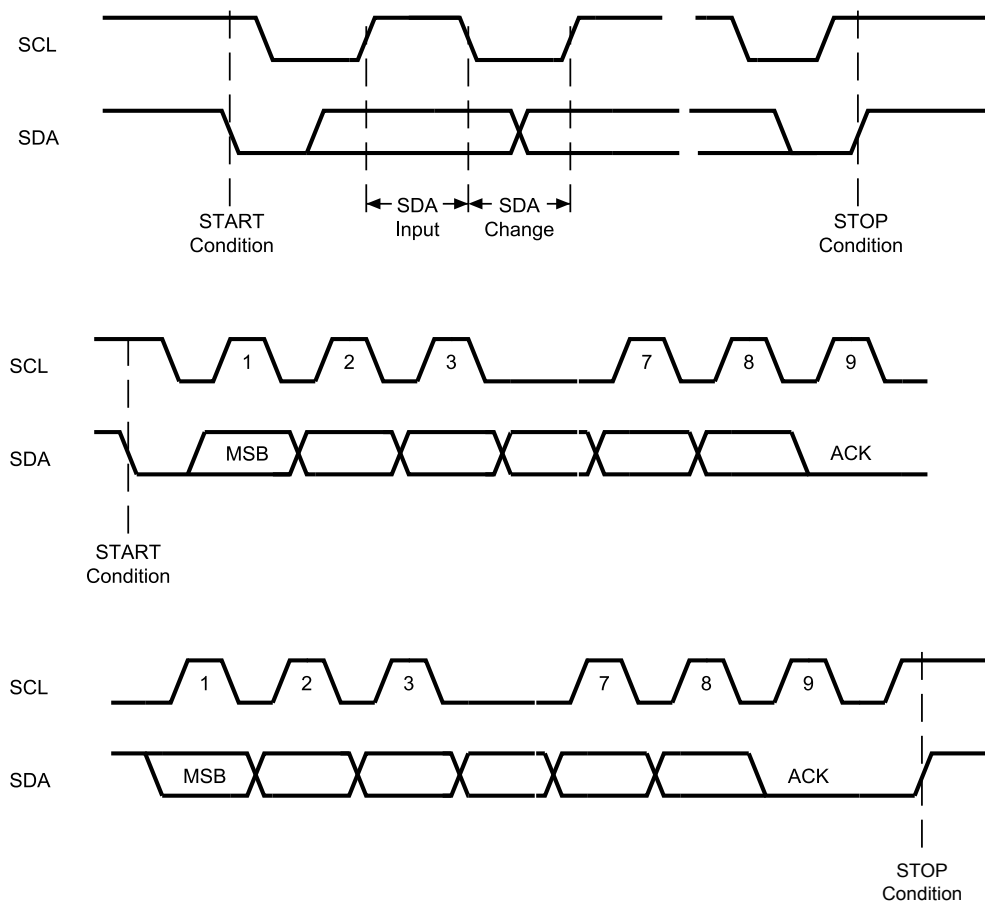 SCL
SDA
START
Condition
SDA
Input
SDA
Change
STOP
Condition
SCL
1 2 3 7 8 9
SDA
MSB ACK
START
Condition
SCL
1 2 3 7 8 9
SDA
MSB ACK
STOP
Condition